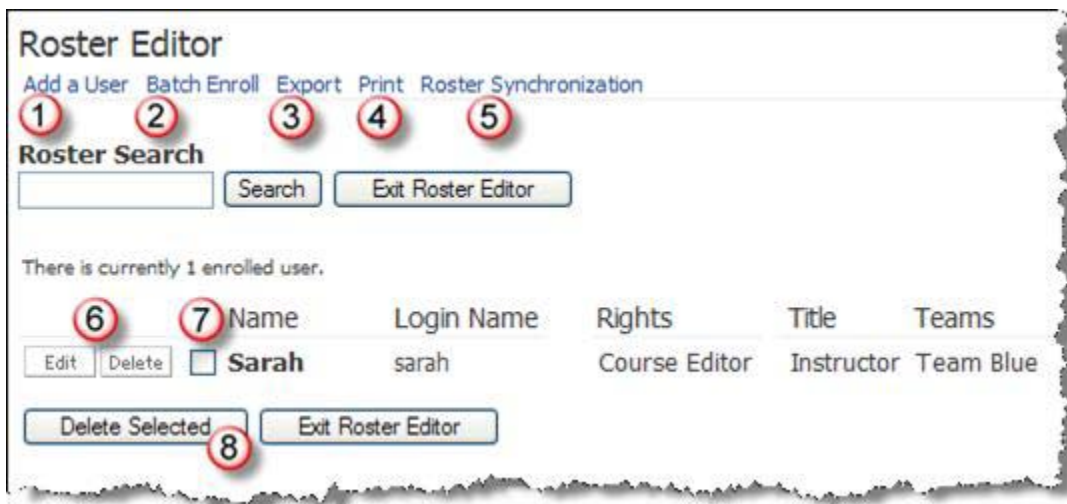 Roster Editor
Add a User Batch Enroll Export Print Roster Synchronization
1 2 3 4 5
Roster Search
Search Exit Roster Editor
There is currently 1 enrolled user.
6 7 Name Login Name Rights Title Teams
Edit Delete Sarah sarah Course Editor Instructor Team Blue
Delete Selected Exit Roster Editor
8